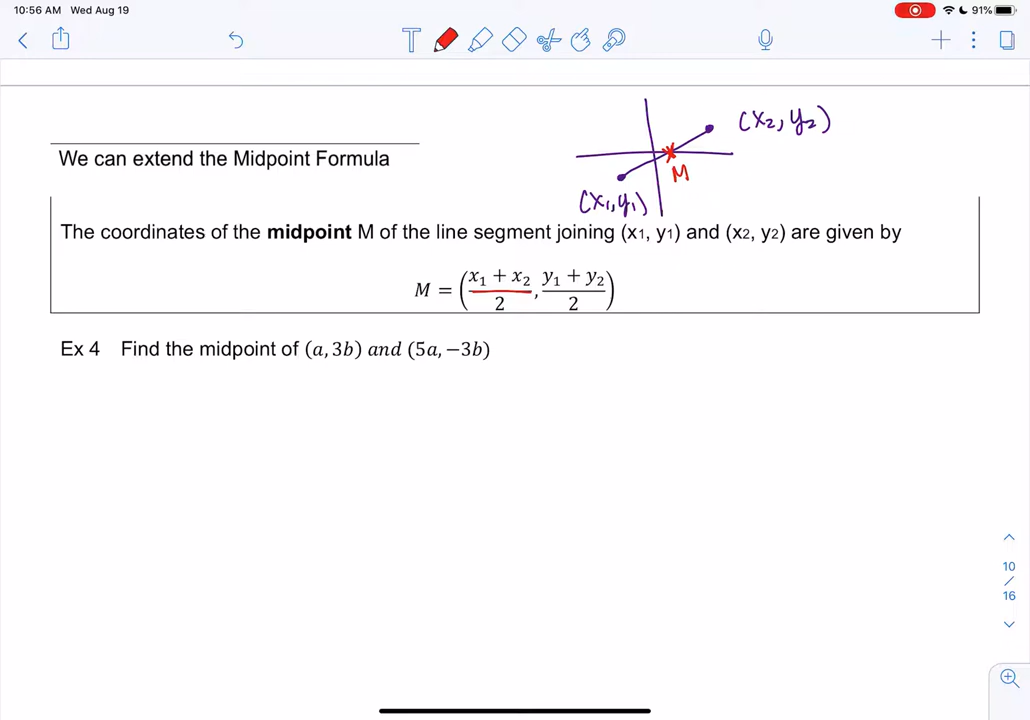 10:56 AM Wed Aug 19
91%
T
(x₂, y₂)
We can extend the Midpoint Formula
M
(x₁, y₁)
The coordinates of the midpoint M of the line segment joining (x₁, y₁) and (x₂, y₂) are given by
M = ((x₁ + x₂)/2, (y₁ + y₂)/2)
Ex 4 Find the midpoint of (a, 3b) and (5a, −3b)
10
/
16